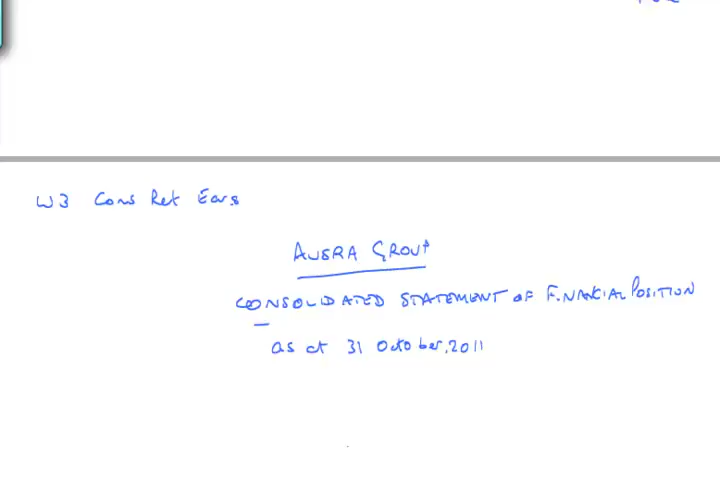 W3 Cons Ret Ears
AUSRA GROUP
CONSOLIDATED STATEMENT OF FINANCIAL POSITION
as at 31 October, 2011